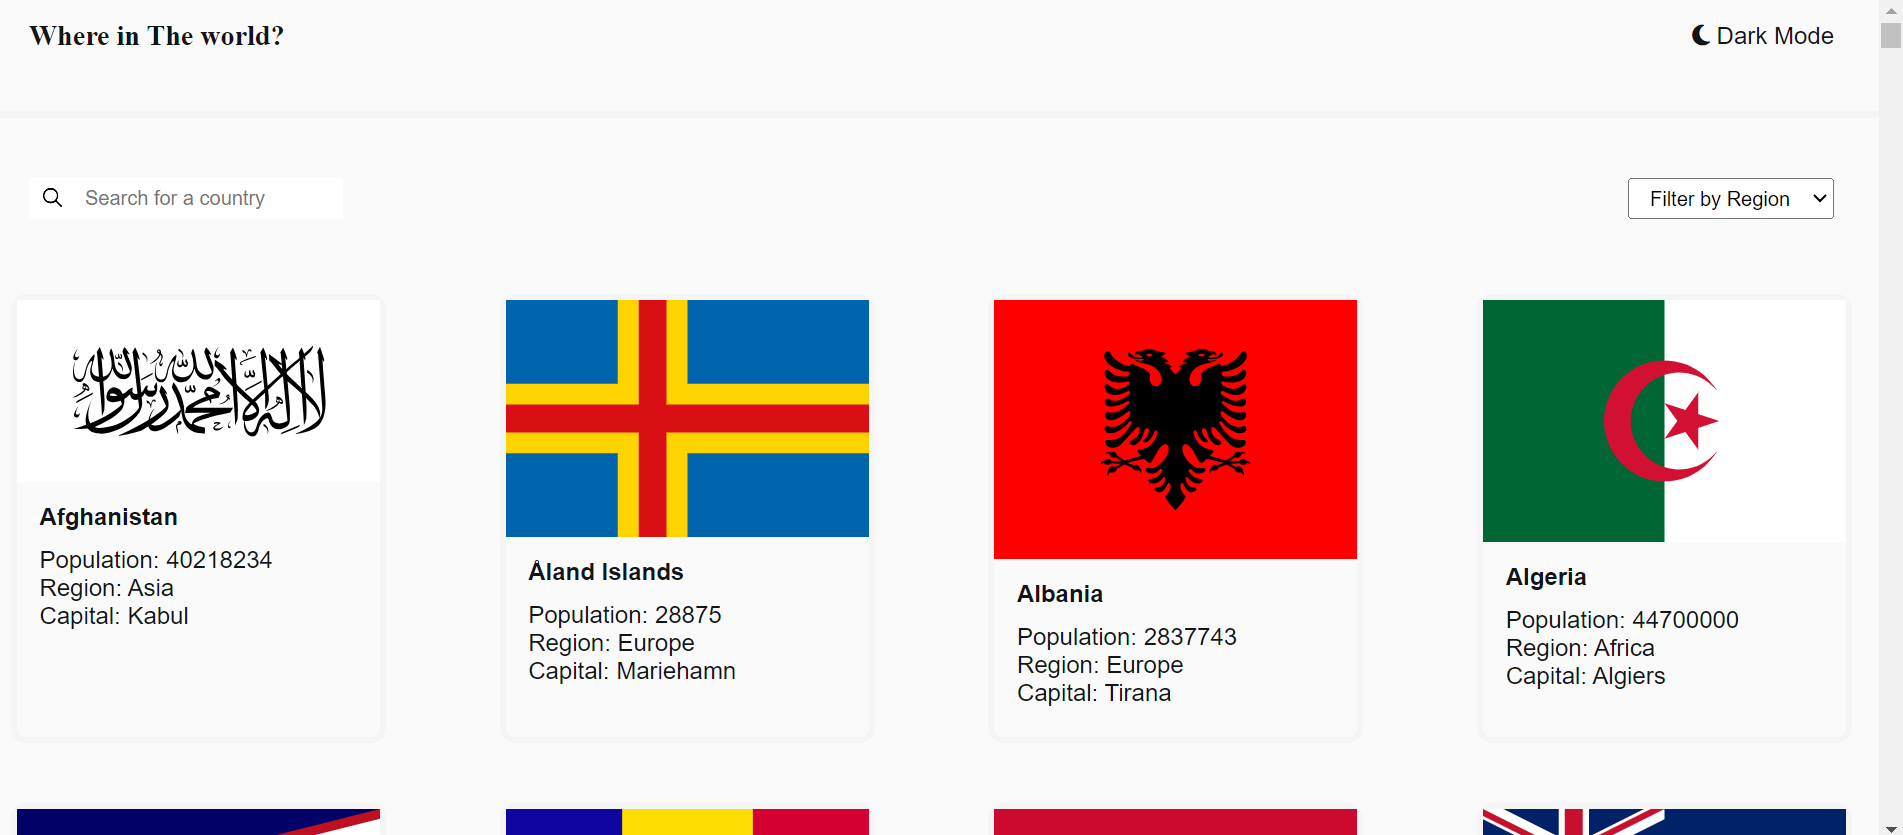 Where in The world?
Dark Mode
Search for a country
Filter by Region
لا إله إلا الله محمد رسول الله
Afghanistan
Population: 40218234
Region: Asia
Capital: Kabul
Åland Islands
Population: 28875
Region: Europe
Capital: Mariehamn
Albania
Population: 2837743
Region: Europe
Capital: Tirana
Algeria
Population: 44700000
Region: Africa
Capital: Algiers